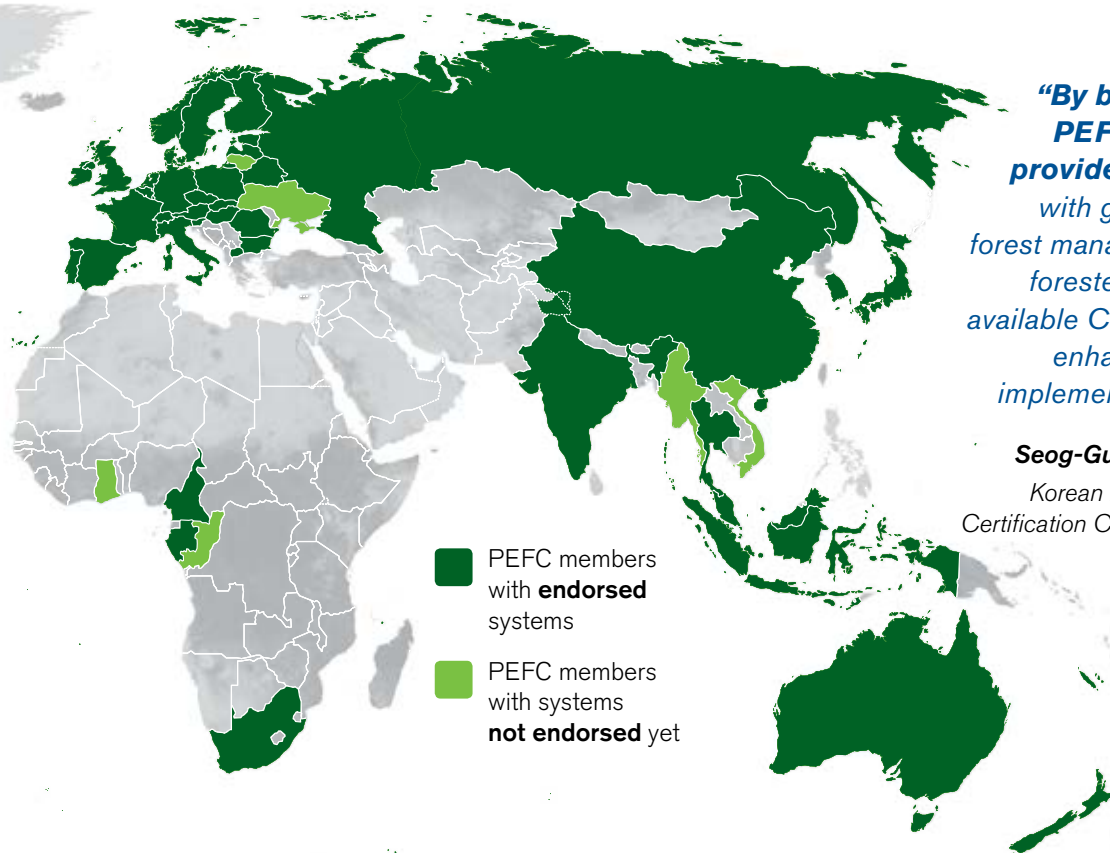 “By b
PEF
provide
with g
forest mana
foreste
available C
enha
implemen
Seog-Gu
Korean
Certification C
PEFC members
with endorsed
systems
PEFC members
with systems
not endorsed yet